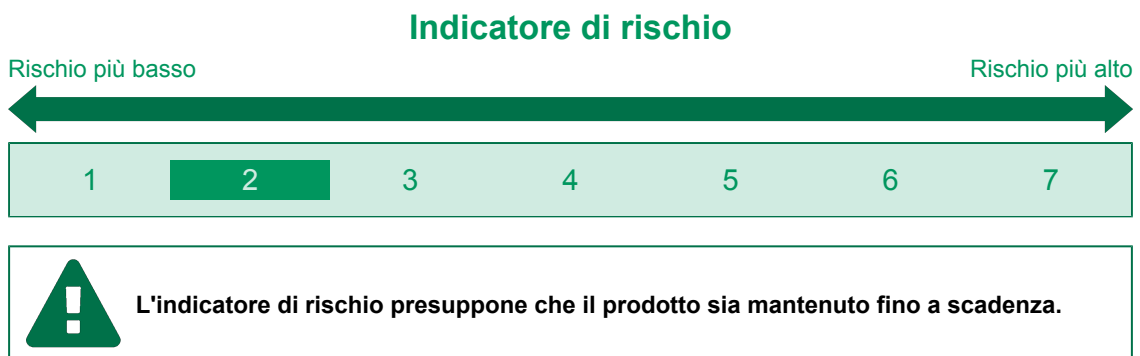 Indicatore di rischio
Rischio più basso Rischio più alto
1 2 3 4 5 6 7
L'indicatore di rischio presuppone che il prodotto sia mantenuto fino a scadenza.